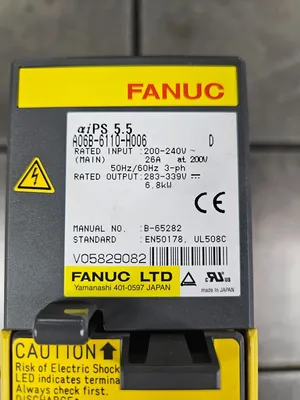 FANUC
αiPS 5.5
A06B-6110-H006 D
RATED INPUT :200-240V~
(MAIN) 26A at 200V
50Hz/60Hz 3-ph
RATED OUTPUT:283-339V⎓
6.8kW
MANUAL NO. :B-65282
STANDARD :EN50178, UL508C
V05829082
FANUC LTD
Yamanashi 401-0597 JAPAN
made in JAPAN
CAUTION
Risk of Electric Shock
LED indicates termina
Always check first.